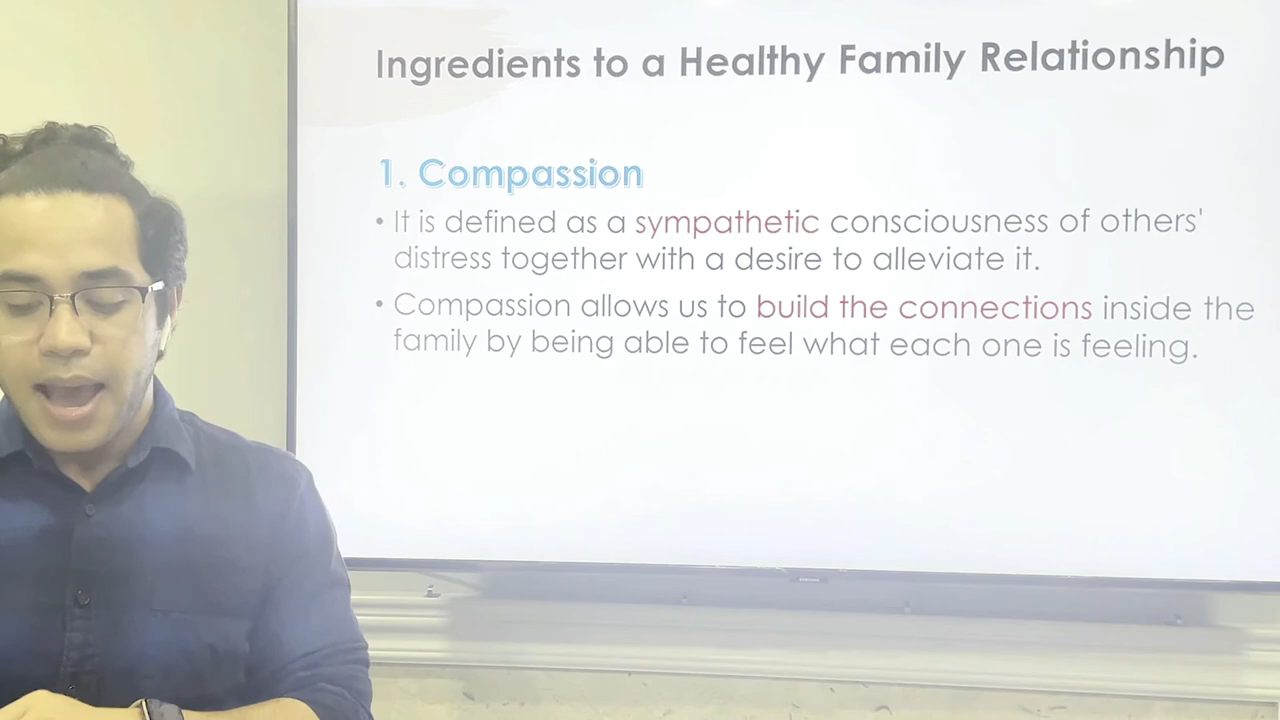 Ingredients to a Healthy Family Relationship
1. Compassion
• It is defined as a sympathetic consciousness of others'
distress together with a desire to alleviate it.
• Compassion allows us to build the connections inside the
family by being able to feel what each one is feeling.
SAMSUNG